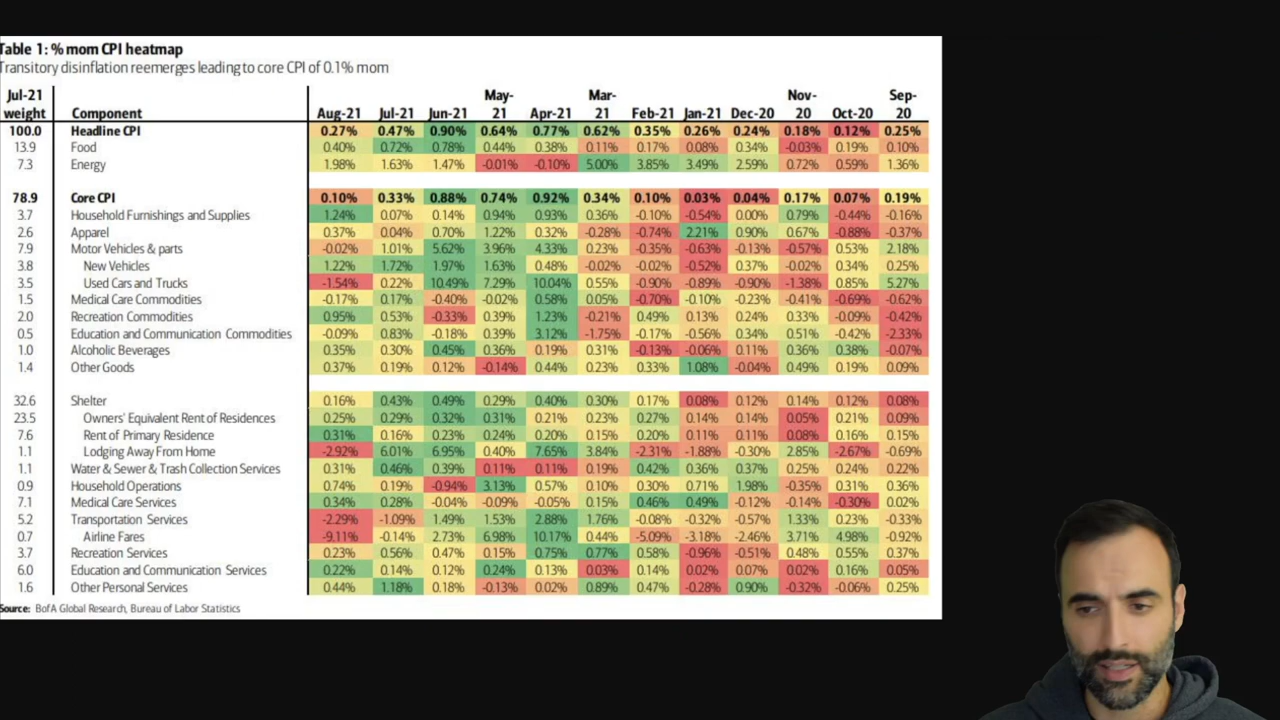 Table 1: % mom CPI heatmap
Transitory disinflation reemerges leading to core CPI of 0.1% mom
Jul-21 May- Mar- Nov- Sep-
weight Component Aug-21 Jul-21 Jun-21 21 Apr-21 21 Feb-21 Jan-21 Dec-20 20 Oct-20 20
100.0 Headline CPI 0.27% 0.47% 0.90% 0.64% 0.77% 0.62% 0.35% 0.26% 0.24% 0.18% 0.12% 0.25%
13.9 Food 0.40% 0.72% 0.78% 0.44% 0.38% 0.11% 0.17% 0.08% 0.34% -0.03% 0.19% 0.10%
7.3 Energy 1.98% 1.63% 1.47% -0.01% -0.10% 5.00% 3.85% 3.49% 2.59% 0.72% 0.59% 1.36%
78.9 Core CPI 0.10% 0.33% 0.88% 0.74% 0.92% 0.34% 0.10% 0.03% 0.04% 0.17% 0.07% 0.19%
3.7 Household Furnishings and Supplies 1.24% 0.07% 0.14% 0.94% 0.93% 0.36% -0.10% -0.54% 0.00% 0.79% -0.44% -0.16%
2.6 Apparel 0.37% 0.04% 0.70% 1.22% 0.32% -0.28% -0.74% 2.21% 0.90% 0.67% -0.88% -0.37%
7.9 Motor Vehicles & parts -0.02% 1.01% 5.62% 3.96% 4.33% 0.23% -0.35% -0.63% -0.13% -0.57% 0.53% 2.18%
3.8 New Vehicles 1.22% 1.72% 1.97% 1.63% 0.48% -0.02% -0.02% -0.52% 0.37% -0.02% 0.34% 0.25%
3.5 Used Cars and Trucks -1.54% 0.22% 10.49% 7.29% 10.04% 0.55% -0.90% -0.89% -0.90% -1.38% 0.85% 5.27%
1.5 Medical Care Commodities -0.17% 0.17% -0.40% -0.02% 0.58% 0.05% -0.70% -0.10% -0.23% -0.41% -0.69% -0.62%
2.0 Recreation Commodities 0.95% 0.53% -0.33% 0.39% 1.23% -0.21% 0.49% 0.13% 0.24% 0.33% -0.09% -0.42%
0.5 Education and Communication Commodities -0.09% 0.83% -0.18% 0.39% 3.12% -1.75% -0.17% -0.56% 0.34% 0.51% -0.42% -2.33%
1.0 Alcoholic Beverages 0.35% 0.30% 0.45% 0.36% 0.19% 0.31% -0.13% -0.06% 0.11% 0.36% 0.38% -0.07%
1.4 Other Goods 0.37% 0.19% 0.12% -0.14% 0.44% 0.23% 0.33% 1.08% -0.04% 0.49% 0.19% 0.09%
32.6 Shelter 0.16% 0.43% 0.49% 0.29% 0.40% 0.30% 0.17% 0.08% 0.12% 0.14% 0.12% 0.08%
23.5 Owners' Equivalent Rent of Residences 0.25% 0.29% 0.32% 0.31% 0.21% 0.23% 0.27% 0.14% 0.14% 0.05% 0.21% 0.09%
7.6 Rent of Primary Residence 0.31% 0.16% 0.23% 0.24% 0.20% 0.15% 0.20% 0.11% 0.11% 0.08% 0.16% 0.15%
1.1 Lodging Away From Home -2.92% 6.01% 6.95% 0.40% 7.65% 3.84% -2.31% -1.88% -0.30% 2.85% -2.67% -0.69%
1.1 Water & Sewer & Trash Collection Services 0.31% 0.46% 0.39% 0.11% 0.11% 0.19% 0.42% 0.36% 0.37% 0.25% 0.24% 0.22%
0.9 Household Operations 0.74% 0.19% -0.94% 3.13% 0.57% 0.10% 0.30% 0.71% 1.98% -0.35% 0.31% 0.36%
7.1 Medical Care Services 0.34% 0.28% -0.04% -0.09% -0.05% 0.15% 0.46% 0.49% -0.12% -0.14% -0.30% 0.02%
5.2 Transportation Services -2.29% -1.09% 1.49% 1.53% 2.88% 1.76% -0.08% -0.32% -0.57% 1.33% 0.23% -0.33%
0.7 Airline Fares -9.11% -0.14% 2.73% 6.98% 10.17% 0.44% -5.09% -3.18% -2.46% 3.71% 4.98% -0.92%
3.7 Recreation Services 0.23% 0.56% 0.47% 0.15% 0.75% 0.77% 0.58% -0.96% -0.51% 0.48% 0.55% 0.37%
6.0 Education and Communication Services 0.22% 0.14% 0.12% 0.24% 0.13% 0.03% 0.14% 0.02% 0.07% 0.02% 0.16% 0.05%
1.6 Other Personal Services 0.44% 1.18% 0.18% -0.13% 0.02% 0.89% 0.47% -0.28% 0.90% -0.32% -0.06% 0.25%
Source: BofA Global Research, Bureau of Labor Statistics